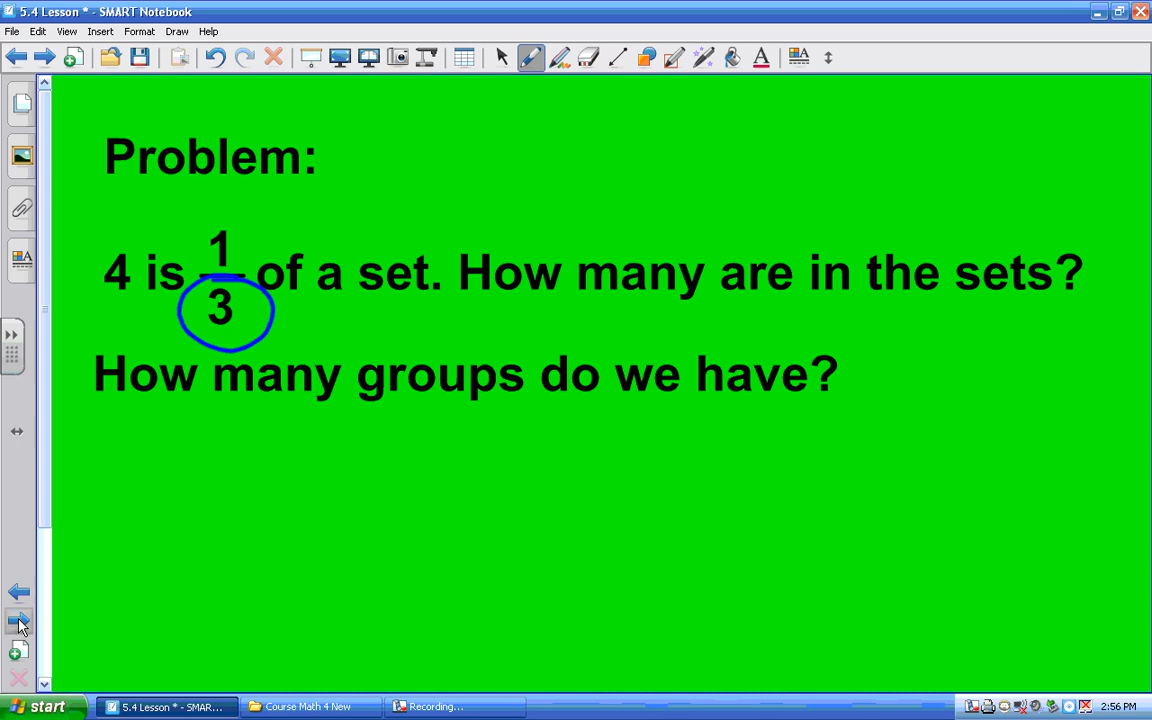 5.4 Lesson * - SMART Notebook
File Edit View Insert Format Draw Help
Problem:
4 is 1/3 of a set. How many are in the sets?
How many groups do we have?
start 5.4 Lesson * - SMAR... Course Math 4 New Recording... 2:56 PM